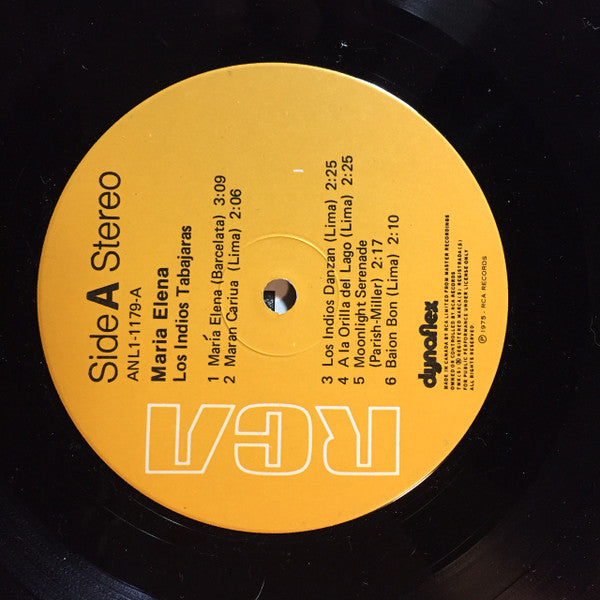 RCA
Side A Stereo
ANL1-1179-A
Maria Elena
Los Indios Tabajaras
1 María Elena (Barcelata) 3:09
2 Maran Cariua (Lima) 2:06
3 Los Indios Danzan (Lima) 2:25
4 A la Orilla del Lago (Lima) 2:25
5 Moonlight Serenade
(Parish-Miller) 2:17
6 Baion Bon (Lima) 2:10
dynaflex
MADE IN CANADA BY RCA LIMITED FROM MASTER RECORDINGS
OWNED OR CONTROLLED BY RCA RECORDS
TMK(S) ® REGISTERED MARCA(S) REGISTRADA(S)
FOR PUBLIC PERFORMANCE UNDER LICENSE ONLY
ALL RIGHTS RESERVED
℗ 1975 - RCA RECORDS